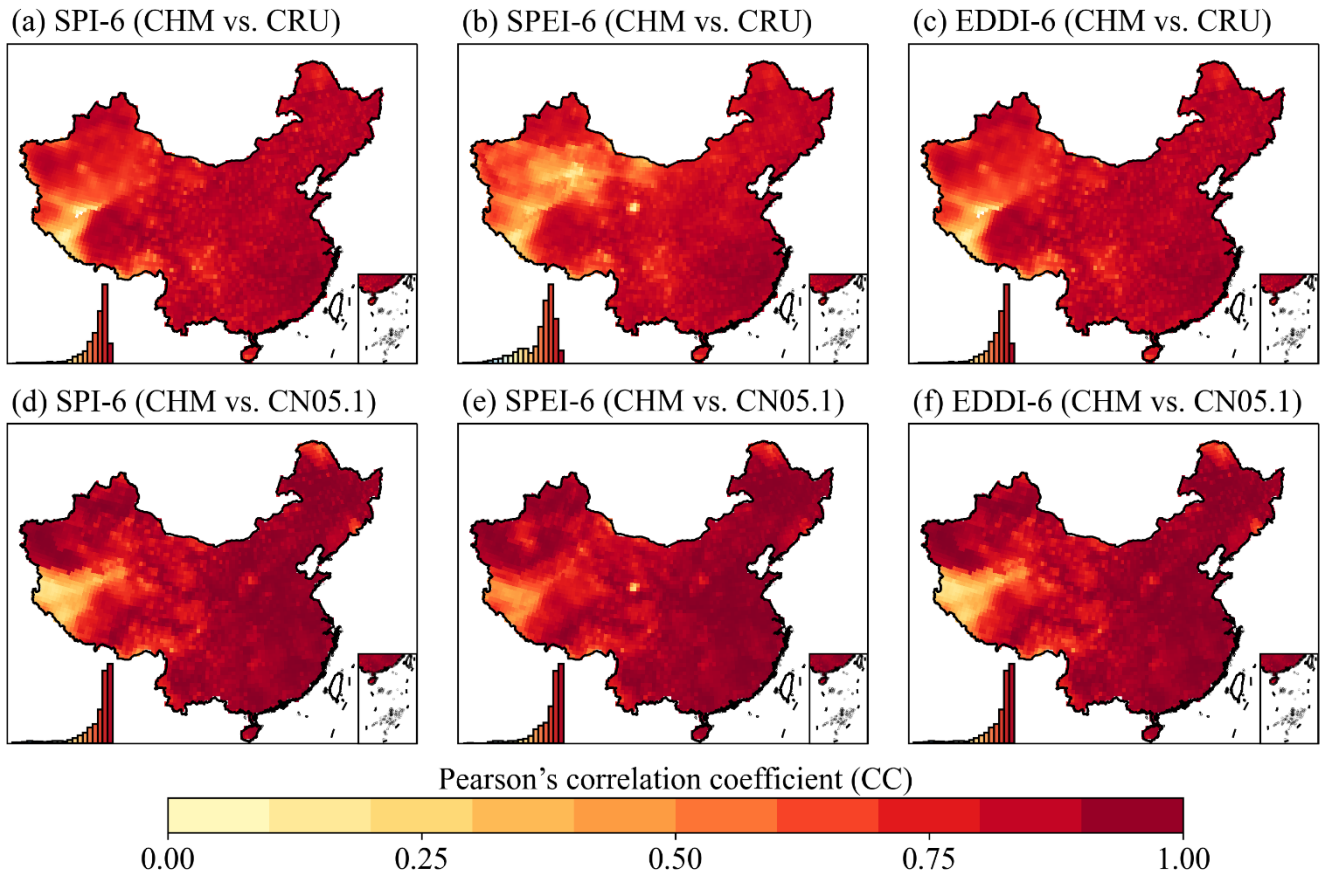 (a) SPI-6 (CHM vs. CRU)
(b) SPEI-6 (CHM vs. CRU)
(c) EDDI-6 (CHM vs. CRU)
(d) SPI-6 (CHM vs. CN05.1)
(e) SPEI-6 (CHM vs. CN05.1)
(f) EDDI-6 (CHM vs. CN05.1)
Pearson’s correlation coefficient (CC)
0.00 0.25 0.50 0.75 1.00